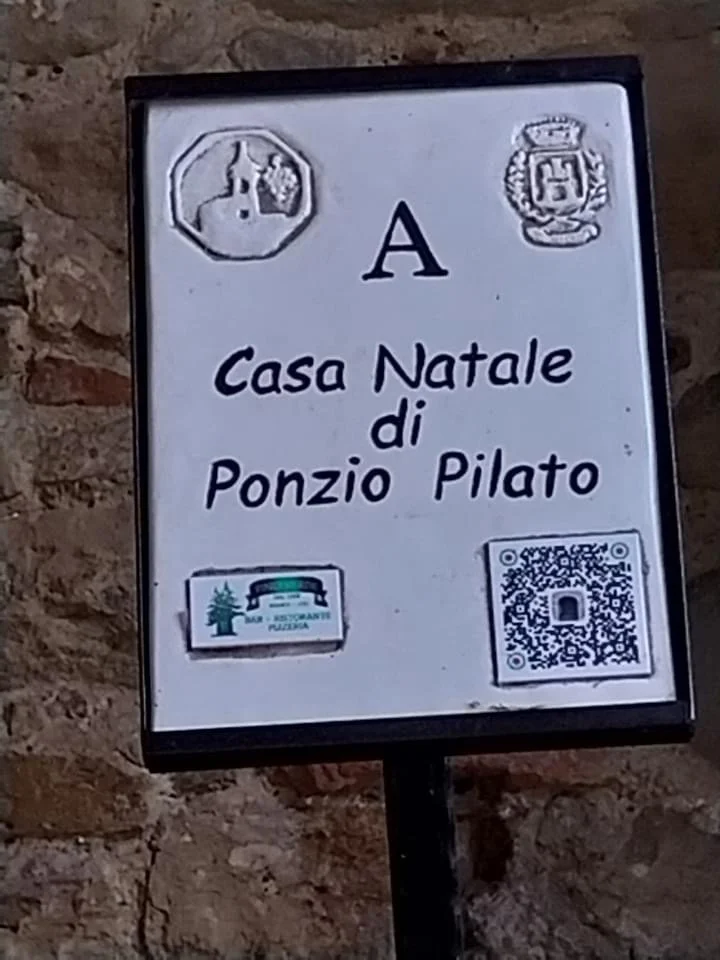 A
Casa Natale
di
Ponzio Pilato
BAR - RISTORANTE
PIZZERIA